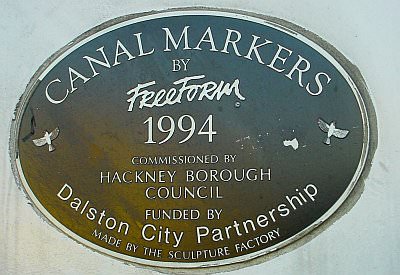 CANAL MARKERS
BY
FREEFORM
1994
COMMISSIONED BY
HACKNEY BOROUGH
COUNCIL
FUNDED BY
Dalston City Partnership
MADE BY THE SCULPTURE FACTORY